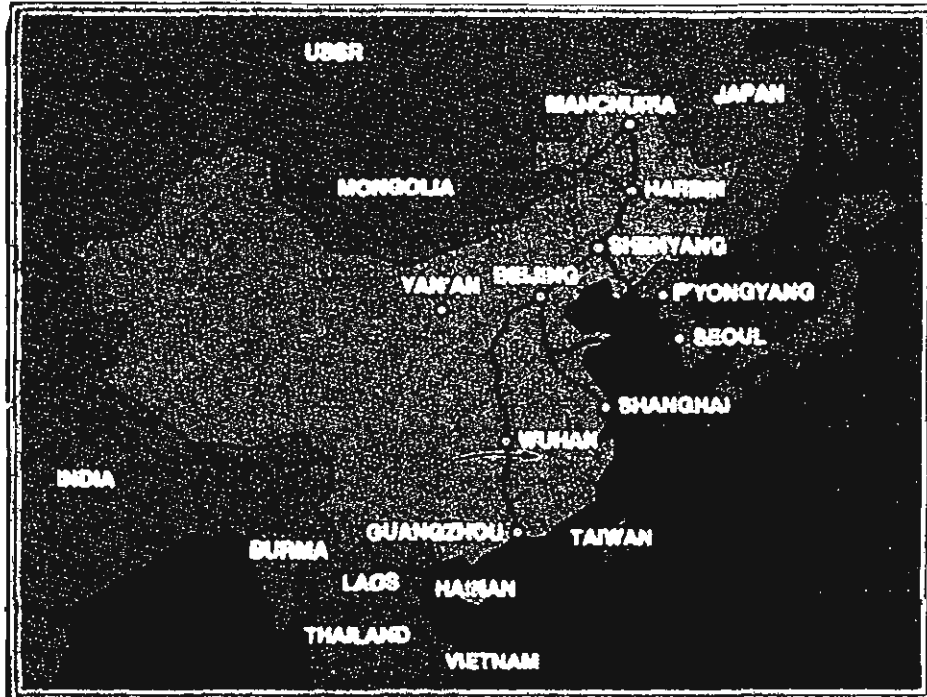 USSR
JAPAN
MANCHURIA
MONGOLIA
HARBIN
SHENYANG
BEIJING
YAN'AN
P'YONGYANG
SEOUL
SHANGHAI
WUHAN
INDIA
GUANGZHOU
TAIWAN
BURMA
LAOS
HAINAN
THAILAND
VIETNAM